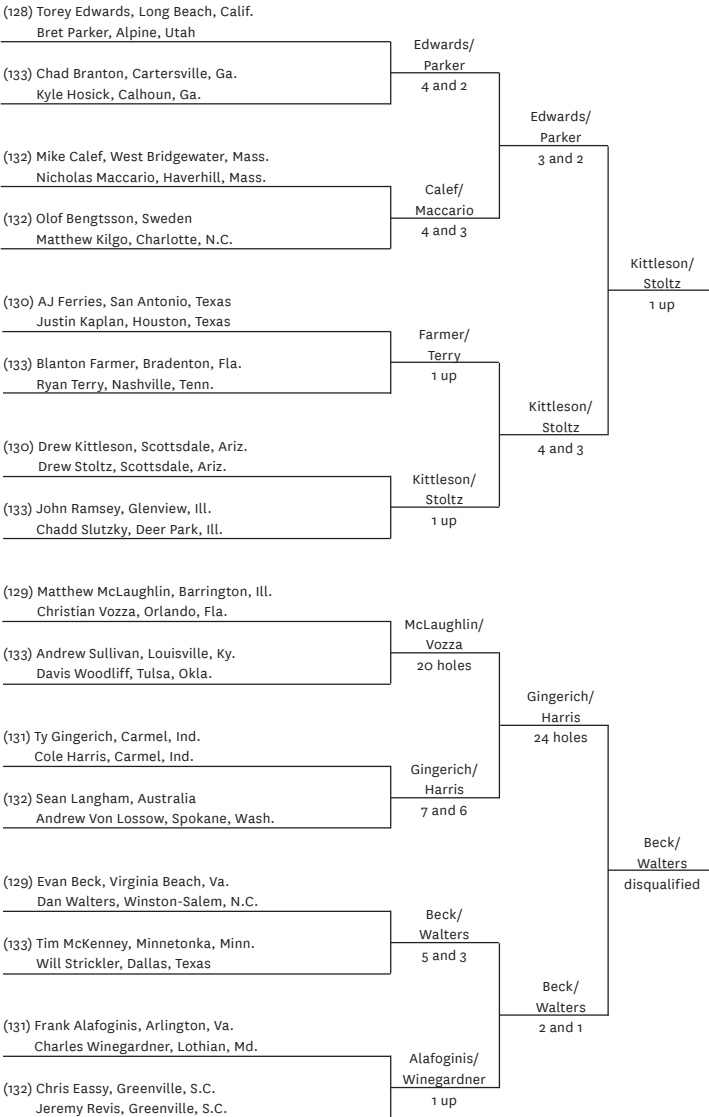 (128) Torey Edwards, Long Beach, Calif.
Bret Parker, Alpine, Utah
(133) Chad Branton, Cartersville, Ga.
Kyle Hosick, Calhoun, Ga.
(132) Mike Calef, West Bridgewater, Mass.
Nicholas Maccario, Haverhill, Mass.
(132) Olof Bengtsson, Sweden
Matthew Kilgo, Charlotte, N.C.
(130) AJ Ferries, San Antonio, Texas
Justin Kaplan, Houston, Texas
(133) Blanton Farmer, Bradenton, Fla.
Ryan Terry, Nashville, Tenn.
(130) Drew Kittleson, Scottsdale, Ariz.
Drew Stoltz, Scottsdale, Ariz.
(133) John Ramsey, Glenview, Ill.
Chadd Slutzky, Deer Park, Ill.
(129) Matthew McLaughlin, Barrington, Ill.
Christian Vozza, Orlando, Fla.
(133) Andrew Sullivan, Louisville, Ky.
Davis Woodliff, Tulsa, Okla.
(131) Ty Gingerich, Carmel, Ind.
Cole Harris, Carmel, Ind.
(132) Sean Langham, Australia
Andrew Von Lossow, Spokane, Wash.
(129) Evan Beck, Virginia Beach, Va.
Dan Walters, Winston-Salem, N.C.
(133) Tim McKenney, Minnetonka, Minn.
Will Strickler, Dallas, Texas
(131) Frank Alafoginis, Arlington, Va.
Charles Winegardner, Lothian, Md.
(132) Chris Eassy, Greenville, S.C.
Jeremy Revis, Greenville, S.C.
Edwards/
Parker
4 and 2
Calef/
Maccario
4 and 3
Farmer/
Terry
1 up
Kittleson/
Stoltz
1 up
McLaughlin/
Vozza
20 holes
Gingerich/
Harris
7 and 6
Beck/
Walters
5 and 3
Alafoginis/
Winegardner
1 up
Edwards/
Parker
3 and 2
Kittleson/
Stoltz
4 and 3
Gingerich/
Harris
24 holes
Beck/
Walters
2 and 1
Kittleson/
Stoltz
1 up
Beck/
Walters
disqualified